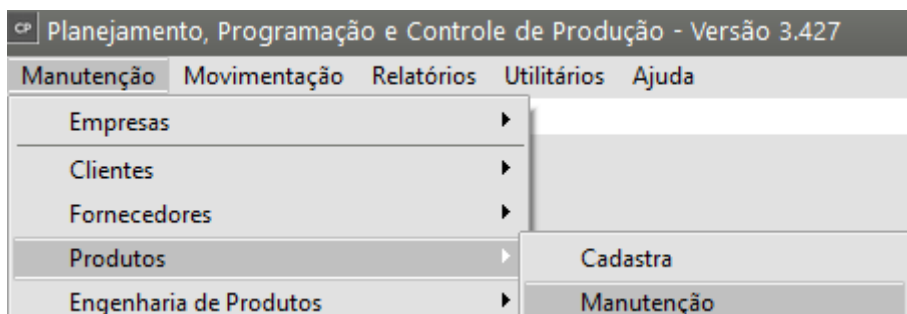 CP Planejamento, Programação e Controle de Produção - Versão 3.427
Manutenção Movimentação Relatórios Utilitários Ajuda
Empresas
Clientes
Fornecedores
Produtos
Cadastra
Engenharia de Produtos
Manutenção